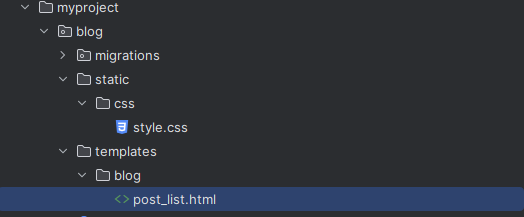 myproject
blog
migrations
static
css
style.css
templates
blog
post_list.html